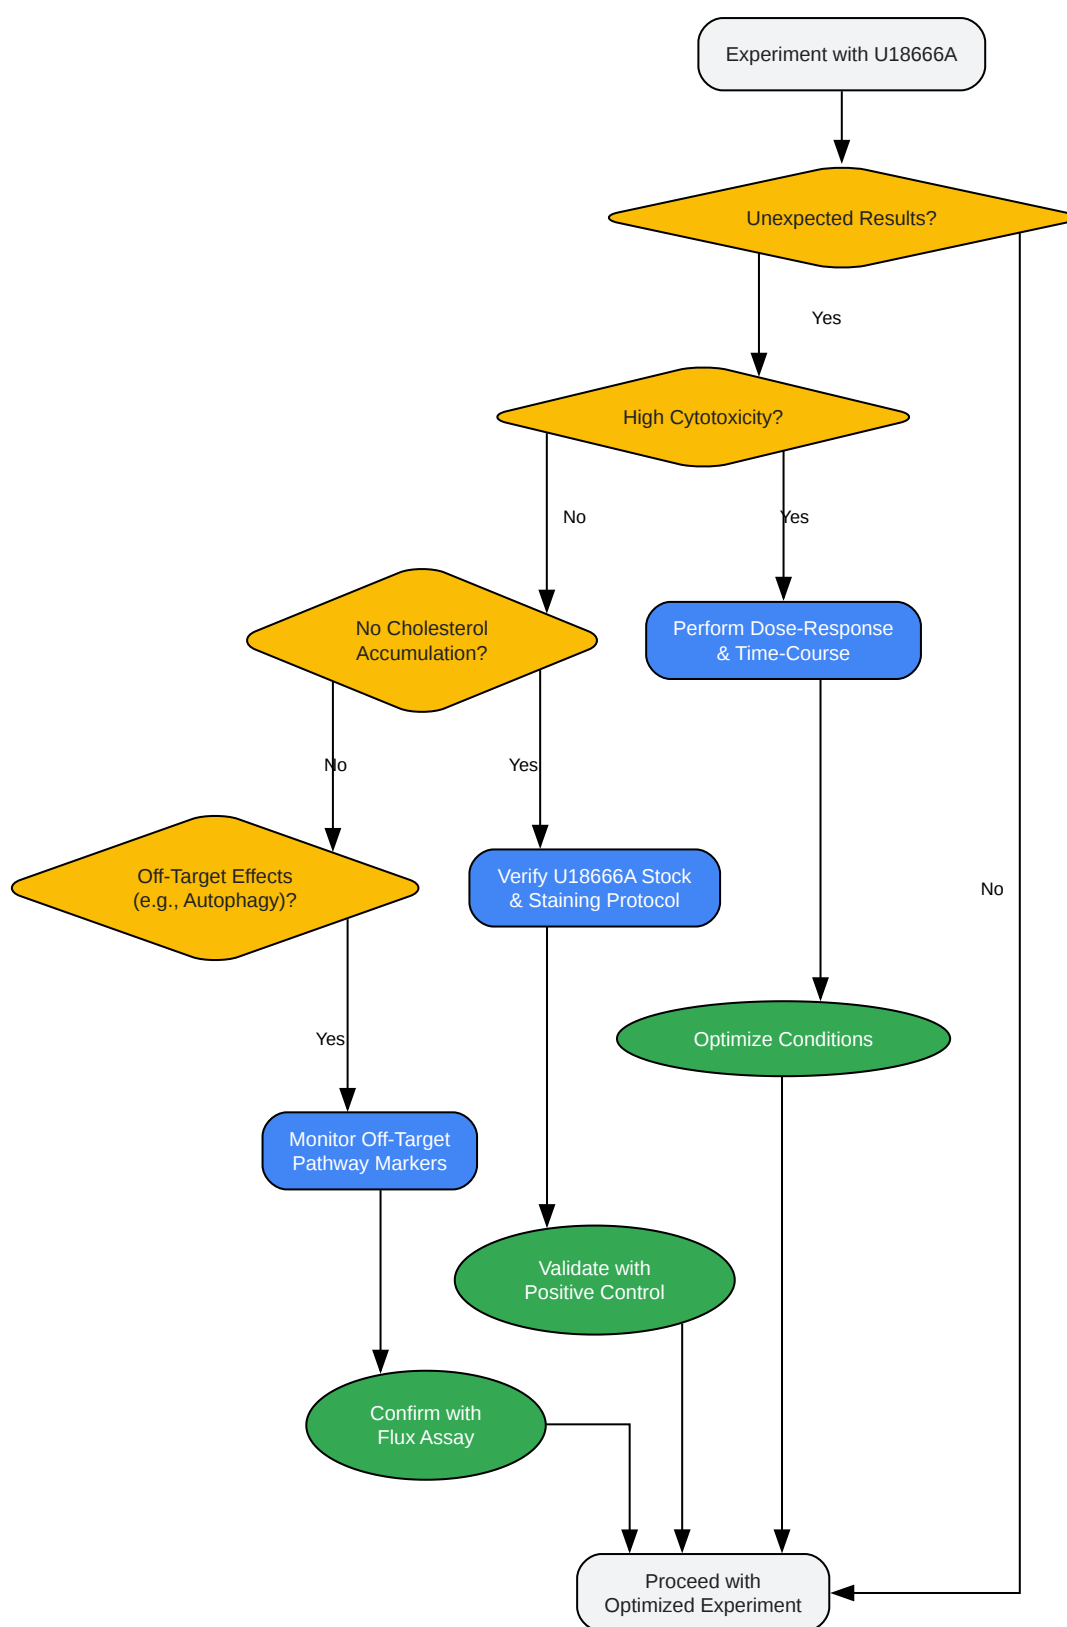 Experiment with U18666A
Unexpected Results?
Yes
High Cytotoxicity?
No
Yes
No Cholesterol
Accumulation?
Perform Dose-Response
& Time-Course
No
Yes
Off-Target Effects
(e.g., Autophagy)?
Verify U18666A Stock
& Staining Protocol
No
Yes
Optimize Conditions
Monitor Off-Target
Pathway Markers
Validate with
Positive Control
Confirm with
Flux Assay
Proceed with
Optimized Experiment